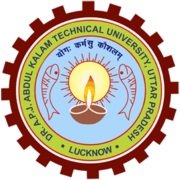 DR. A.P.J. ABDUL KALAM TECHNICAL UNIVERSITY, UTTAR PRADESH
योगः कर्मसु कौशलम्
• LUCKNOW •